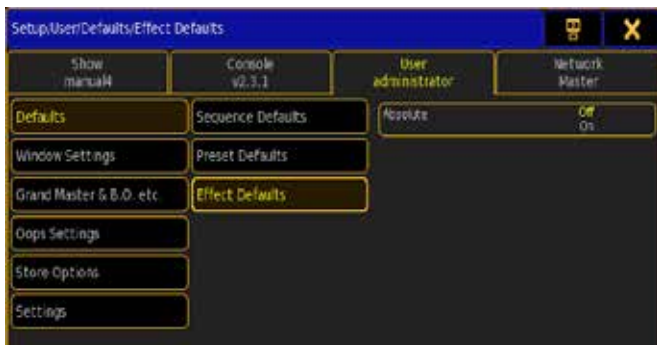 Setup/User/Defaults/Effect Defaults
Show
manual4
Console
v2.3.1
User
administrator
Network
Master
Defaults
Sequence Defaults
Absolute
Off
On
Window Settings
Preset Defaults
Grand Master & B.O. etc
Effect Defaults
Oops Settings
Store Options
Settings